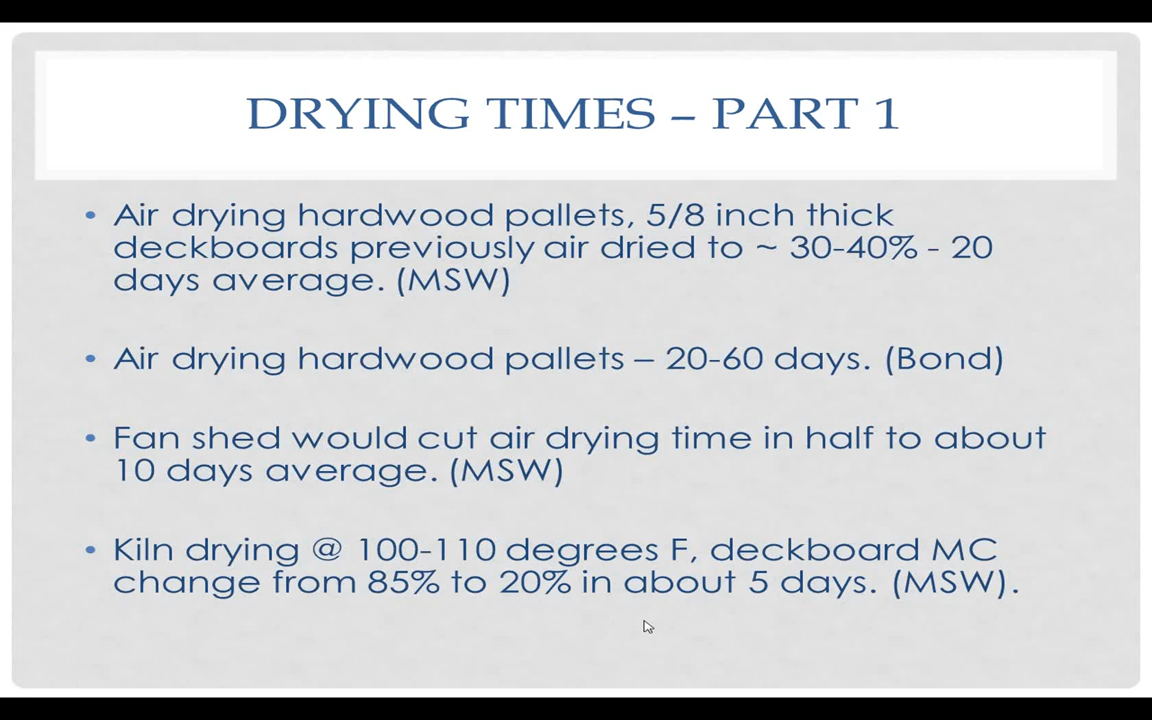 DRYING TIMES – PART 1
• Air drying hardwood pallets, 5/8 inch thick
deckboards previously air dried to ~ 30-40% - 20
days average. (MSW)
• Air drying hardwood pallets – 20-60 days. (Bond)
• Fan shed would cut air drying time in half to about
10 days average. (MSW)
• Kiln drying @ 100-110 degrees F, deckboard MC
change from 85% to 20% in about 5 days. (MSW).